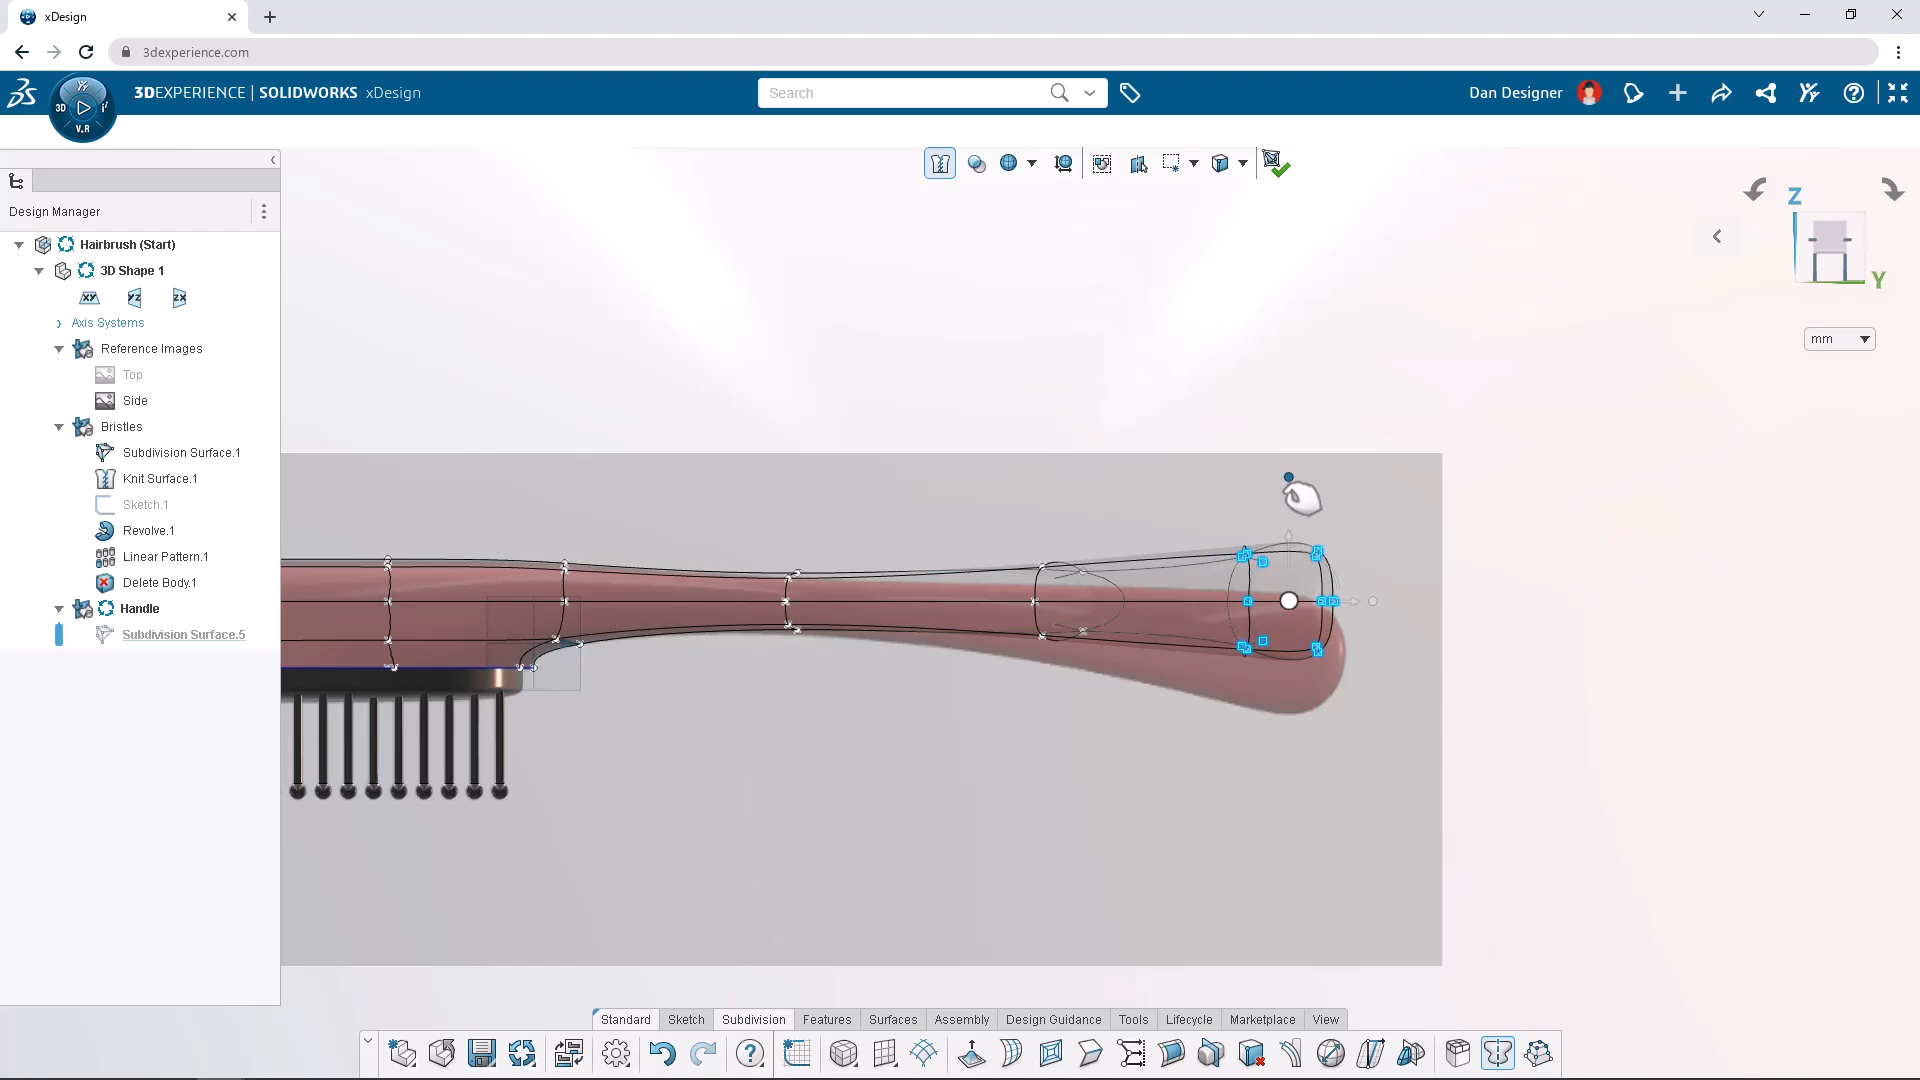 xDesign
3dexperience.com
3DEXPERIENCE | SOLIDWORKS xDesign
Search
Dan Designer
3D
V.R
Design Manager
Hairbrush (Start)
3D Shape 1
XY YZ ZX
Axis Systems
Reference Images
Top
Side
Bristles
Subdivision Surface.1
Knit Surface.1
Sketch.1
Revolve.1
Linear Pattern.1
Delete Body.1
Handle
Subdivision Surface.5
Z
Y
mm
Standard Sketch Subdivision Features Surfaces Assembly Design Guidance Tools Lifecycle Marketplace View